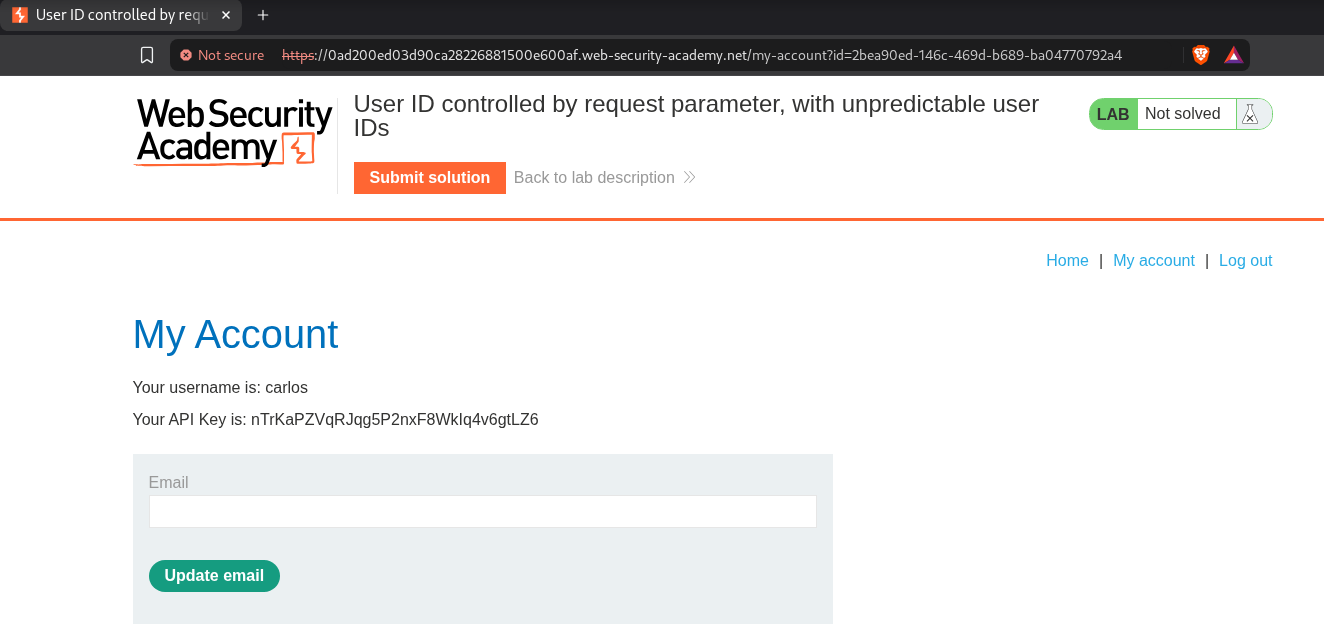 User ID controlled by requ
Not secure https://0ad200ed03d90ca28226881500e600af.web-security-academy.net/my-account?id=2bea90ed-146c-469d-b689-ba04770792a4
Web Security
Academy
User ID controlled by request parameter, with unpredictable user
IDs
LAB Not solved
Submit solution Back to lab description
Home | My account | Log out
My Account
Your username is: carlos
Your API Key is: nTrKaPZVqRJqg5P2nxF8WkIq4v6gtLZ6
Email
Update email